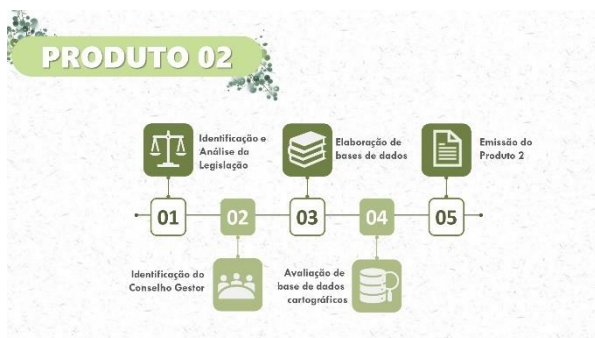 PRODUTO 02
Identificação e
Análise da
Legislação
Elaboração de
bases de dados
Emissão do
Produto 2
01
02
03
04
05
Identificação do
Conselho Gestor
Avaliação de
base de dados
cartográficos